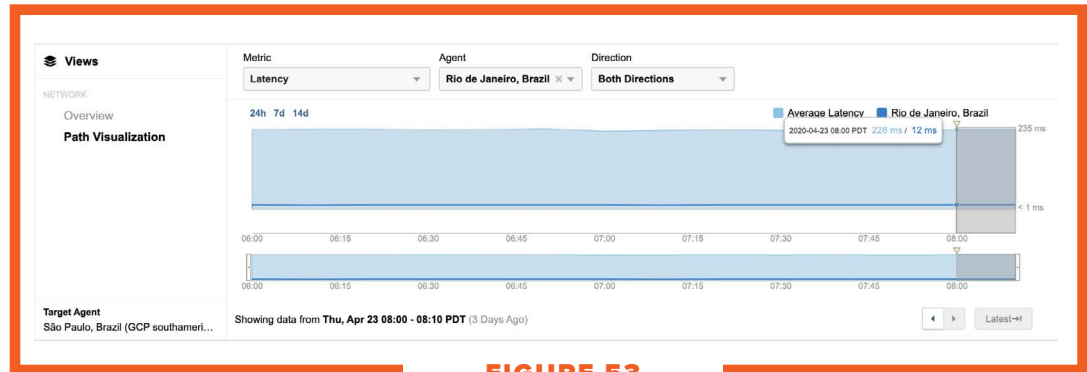 Views
NETWORK
Overview
Path Visualization
Target Agent
São Paulo, Brazil (GCP southameri...
Metric Agent Direction
Latency Rio de Janeiro, Brazil × Both Directions
24h 7d 14d
Average Latency Rio de Janeiro, Brazil
2020-04-23 08:00 PDT 228 ms / 12 ms
235 ms
< 1 ms
06:00 06:15 06:30 06:45 07:00 07:15 07:30 07:45 08:00
06:00 06:15 06:30 06:45 07:00 07:15 07:30 07:45 08:00
Showing data from Thu, Apr 23 08:00 - 08:10 PDT (3 Days Ago)
Latest
FIGURE 53